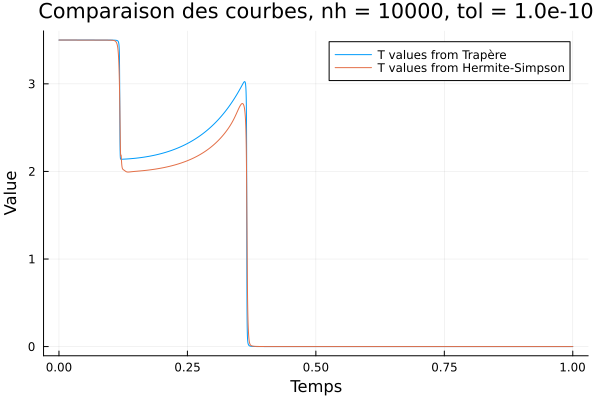 Comparaison des courbes, nh = 10000, tol = 1.0e-10
T values from Trapère
T values from Hermite-Simpson
Value
3
2
1
0
0.00
0.25
0.50
0.75
1.00
Temps